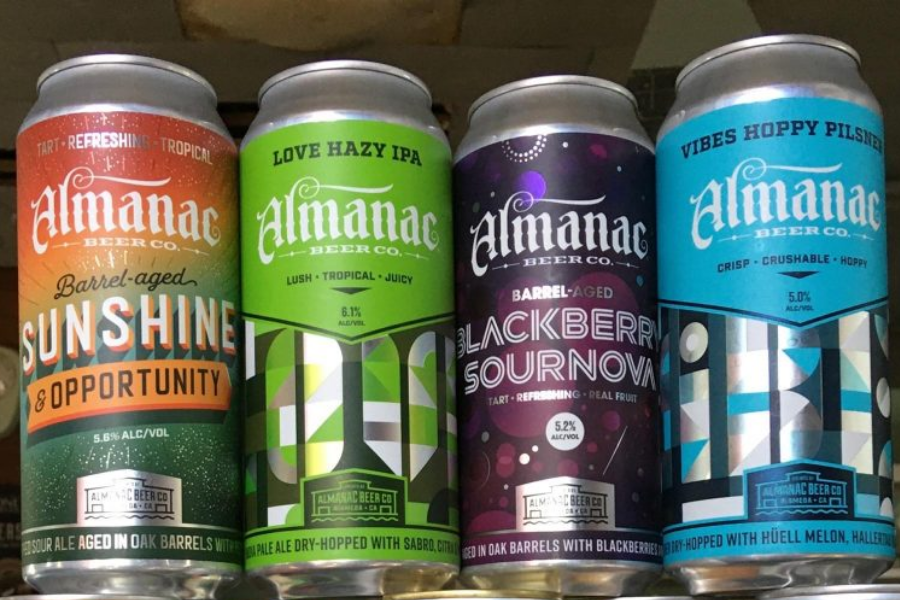 TART • REFRESHING • TROPICAL
Almanac
BEER CO.
Barrel-aged
SUNSHINE
& OPPORTUNITY
5.6% ALC/VOL
ALMANAC BEER CO
SOUR ALE AGED IN OAK BARRELS
LOVE HAZY IPA
Almanac
BEER CO.
LUSH • TROPICAL • JUICY
6.1%
ALC/VOL
ALMANAC BEER CO
ALAMEDA • CA
PALE ALE DRY-HOPPED WITH SABRO,
Almanac
BEER CO.
BARREL-AGED
BLACKBERRY
SOURNOVA
TART • REFRESHING • REAL FRUIT
5.2%
ALC/VOL
ALMANAC BEER CO
IN OAK BARRELS WITH BLACKBERRIES
VIBES HOPPY PILSNER
Almanac
BEER CO.
CRISP • CRUSHABLE • HOPPY
5.0%
ALC/VOL
ALMANAC BEER CO
ALAMEDA • CA
DRY-HOPPED WITH HÜELL MELON,